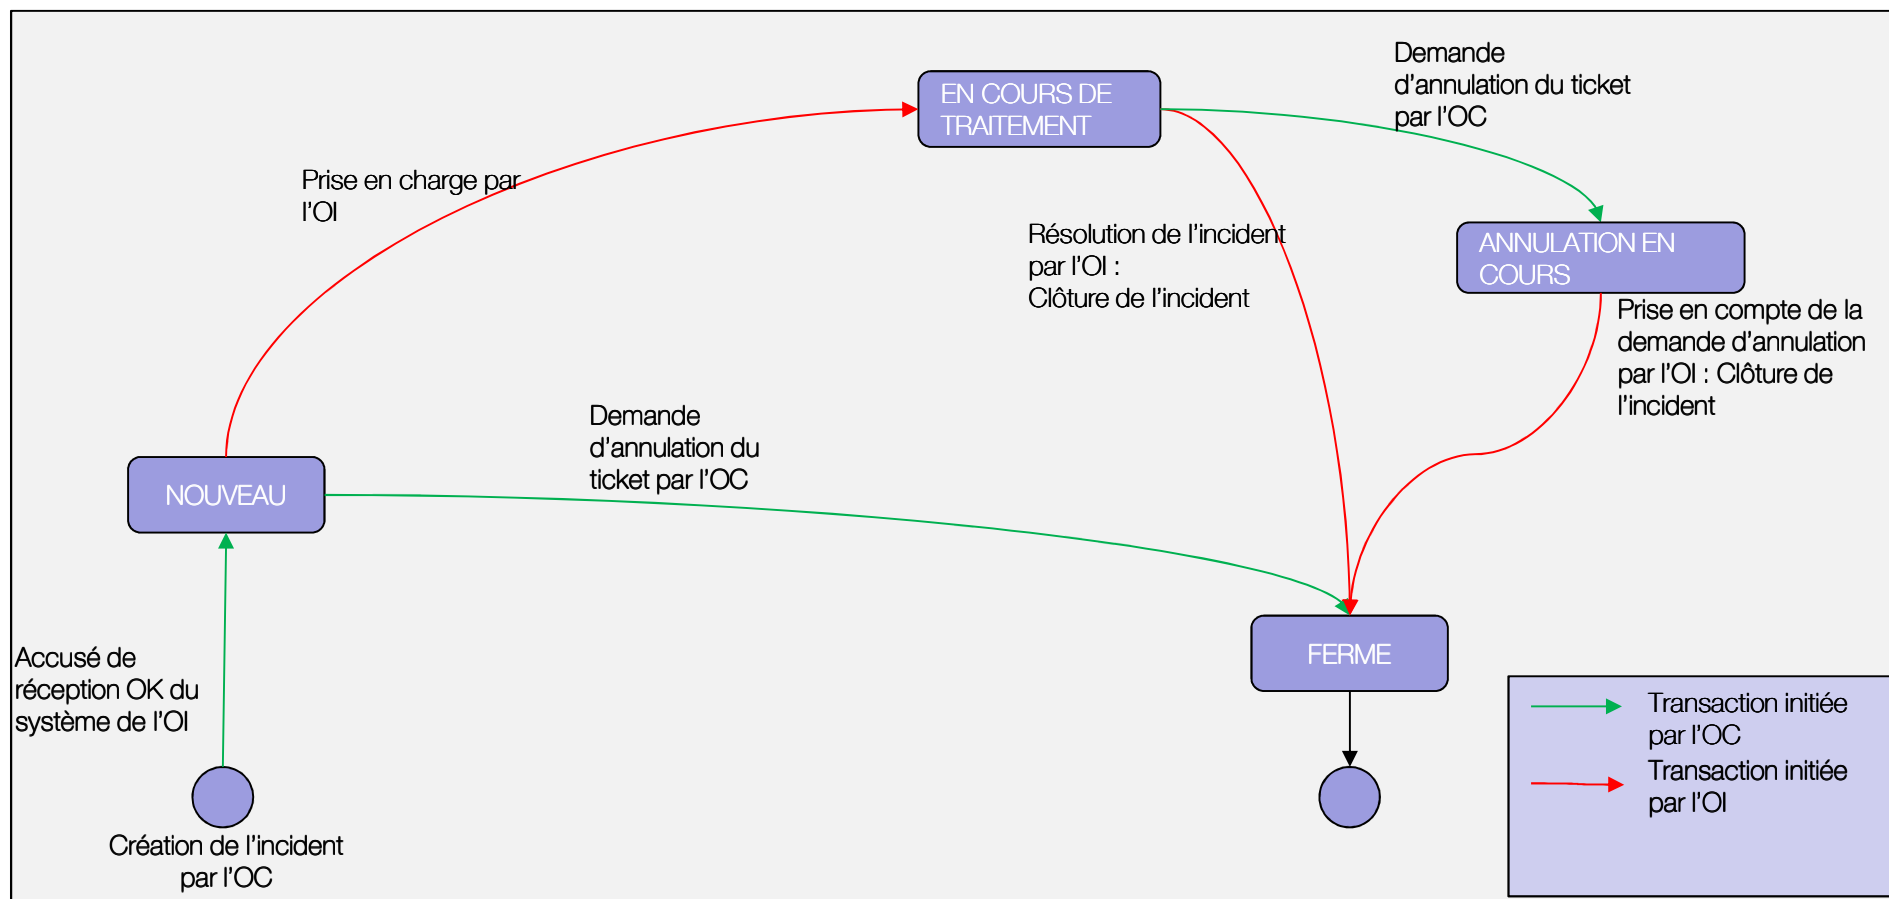 Demande
d'annulation du ticket
par l'OC
EN COURS DE
TRAITEMENT
Prise en charge par
l'OI
Résolution de l'incident
par l'OI :
Clôture de l'incident
ANNULATION EN
COURS
Prise en compte de la
demande d'annulation
par l'OI : Clôture de
l'incident
Demande
d'annulation du
ticket par l'OC
NOUVEAU
FERME
Accusé de
réception OK du
système de l'OI
Création de l'incident
par l'OC
Transaction initiée
par l'OC
Transaction initiée
par l'OI